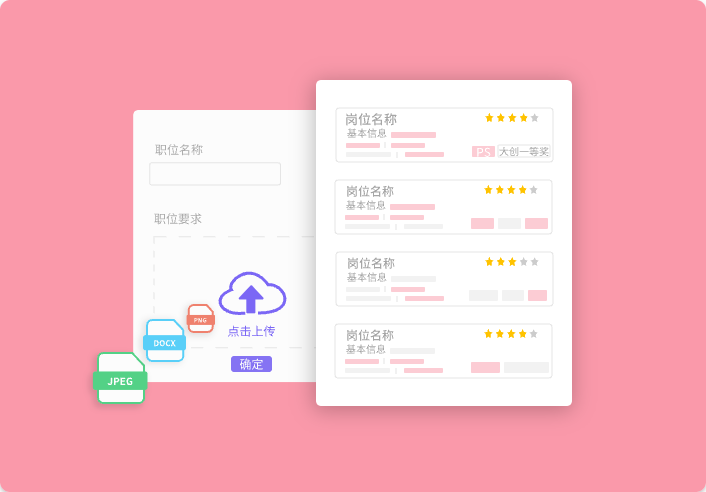 职位名称
职位要求
点击上传
确定
PNG
DOCX
JPEG
岗位名称
基本信息
PS 大创一等奖
岗位名称
基本信息
岗位名称
基本信息
岗位名称
基本信息